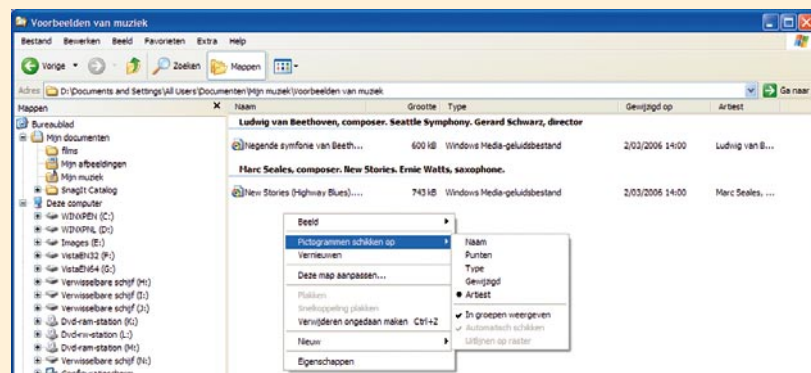 Voorbeelden van muziek
Bestand Bewerken Beeld Favorieten Extra Help
Vorige Zoeken Mappen
Adres D:\Documents and Settings\All Users\Documenten\Mijn muziek\Voorbeelden van muziek Ga naar
Mappen Naam Grootte Type Gewijzigd op Artiest
Bureaublad Ludwig van Beethoven, composer. Seattle Symphony. Gerard Schwarz, director
Mijn documenten
films Negende symfonie van Beeth... 600 kB Windows Media-geluidsbestand 2/03/2006 14:00 Ludwig van B...
Mijn afbeeldingen
Mijn muziek Marc Seales, composer. New Stories. Ernie Watts, saxophone.
SnagIt Catalog
Deze computer New Stories (Highway Blues).... 743 kB Windows Media-geluidsbestand 2/03/2006 14:00 Marc Seales, ...
WINXPEN (C:)
WINXPNL (D:)
Images (E:)
VistaEN32 (F:)
VistaEN64 (G:)
Verwisselbare schijf (H:)
Verwisselbare schijf (I:)
Verwisselbare schijf (J:)
Dvd-ram-station (K:)
Dvd-rw-station (L:)
Dvd-ram-station (M:)
Verwisselbare schijf (N:)
Configuratiescherm
Beeld
Pictogrammen schikken op
Vernieuwen
Deze map aanpassen...
Plakken
Snelkoppeling plakken
Verwijderen ongedaan maken Ctrl+Z
Nieuw
Eigenschappen
Naam
Punten
Type
Gewijzigd
Artiest
In groepen weergeven
Automatisch schikken
Uitlijnen op raster